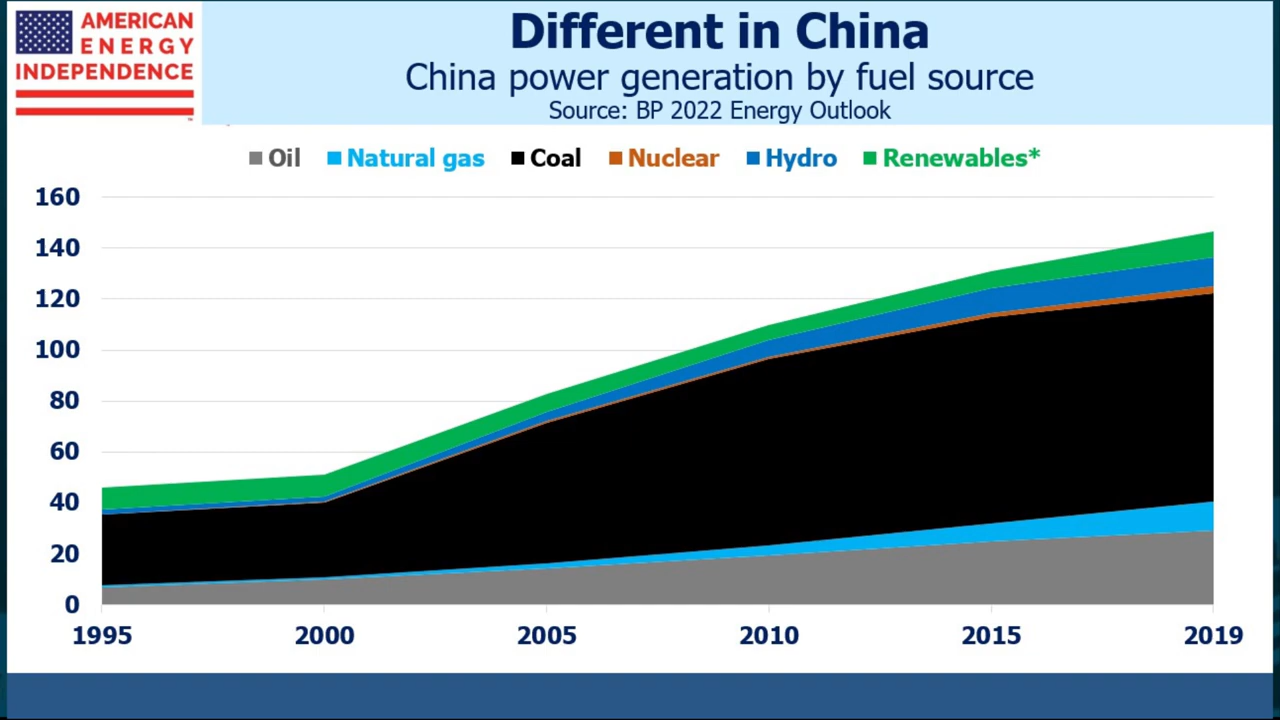 AMERICAN
ENERGY
INDEPENDENCE
Different in China
China power generation by fuel source
Source: BP 2022 Energy Outlook
Oil Natural gas Coal Nuclear Hydro Renewables*
160
140
120
100
80
60
40
20
0
1995 2000 2005 2010 2015 2019